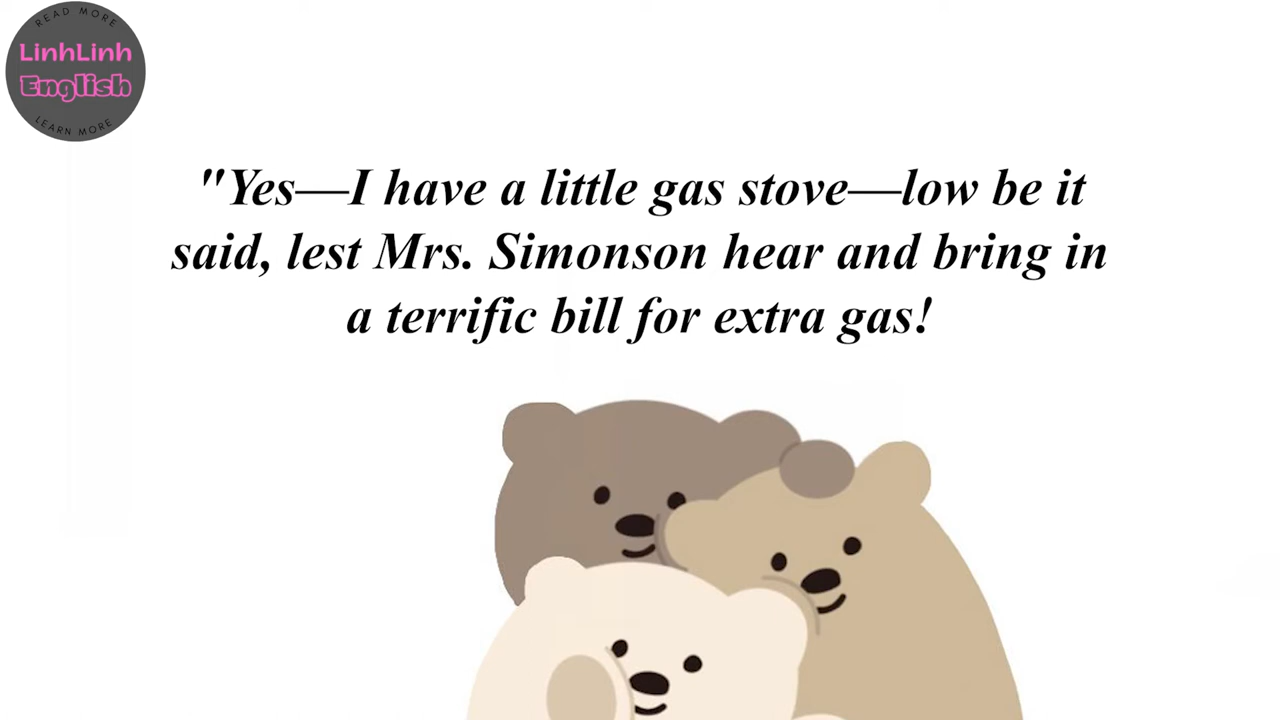 READ MORE
LinhLinh
English
LEARN MORE
"Yes—I have a little gas stove—low be it
said, lest Mrs. Simonson hear and bring in
a terrific bill for extra gas!